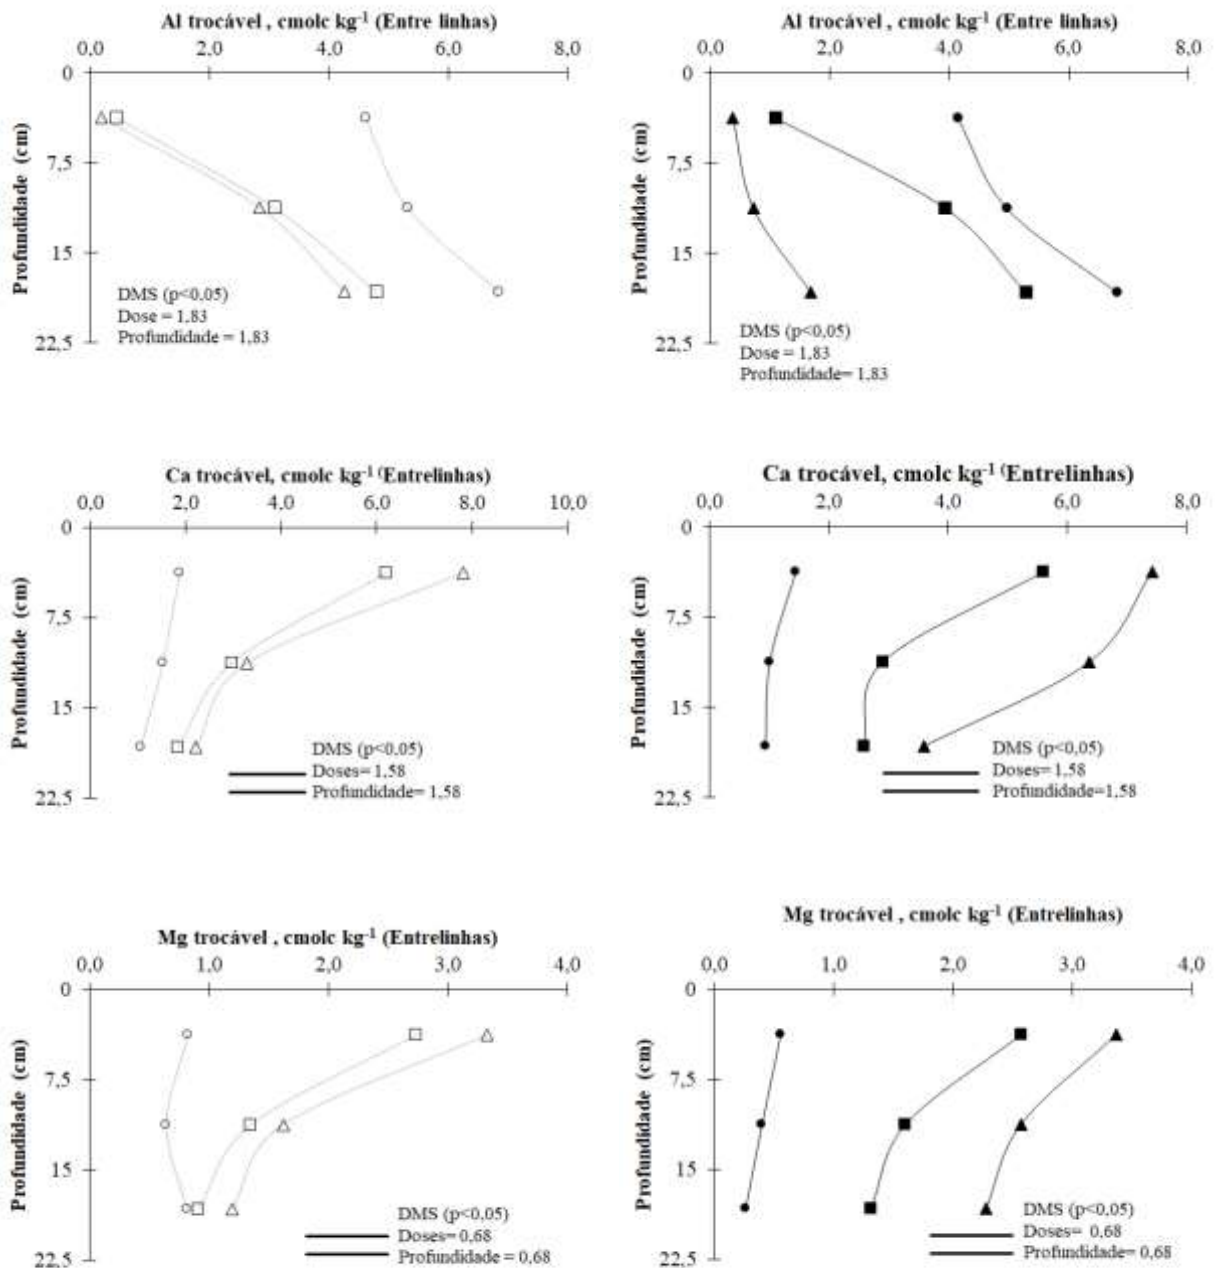 Al trocável , cmolc kg-1 (Entre linhas)
0,0 2,0 4,0 6,0 8,0
0
7,5
15
22,5
Profundidade (cm)
DMS (p<0.05)
Dose = 1,83
Profundidade = 1,83
Al trocável , cmolc kg-1 (Entre linhas)
0,0 2,0 4,0 6,0 8,0
0
7,5
15
22,5
Profundidade (cm)
DMS (p<0.05)
Dose = 1,83
Profundidade= 1,83
Ca trocável, cmolc kg-1 (Entrelinhas)
0,0 2,0 4,0 6,0 8,0 10,0
0
7,5
15
22,5
Profundidade (cm)
DMS (p<0,05)
Doses= 1,58
Profundidade= 1,58
Ca trocável, cmolc kg-1 (Entrelinhas)
0,0 2,0 4,0 6,0 8,0
0
7,5
15
22,5
Profundidade (cm)
DMS (p<0,05)
Doses=1,58
Profundidade=1,58
Mg trocável , cmolc kg-1 (Entrelinhas)
0,0 1,0 2,0 3,0 4,0
0
7,5
15
22,5
Profundidade (cm)
DMS (p<0,05)
Doses= 0,68
Profundidade = 0,68
Mg trocável , cmolc kg-1 (Entrelinhas)
0,0 1,0 2,0 3,0 4,0
0
7,5
15
22,5
Profundidade (cm)
DMS (p<0,05)
Doses= 0,68
Profundidade= 0,68